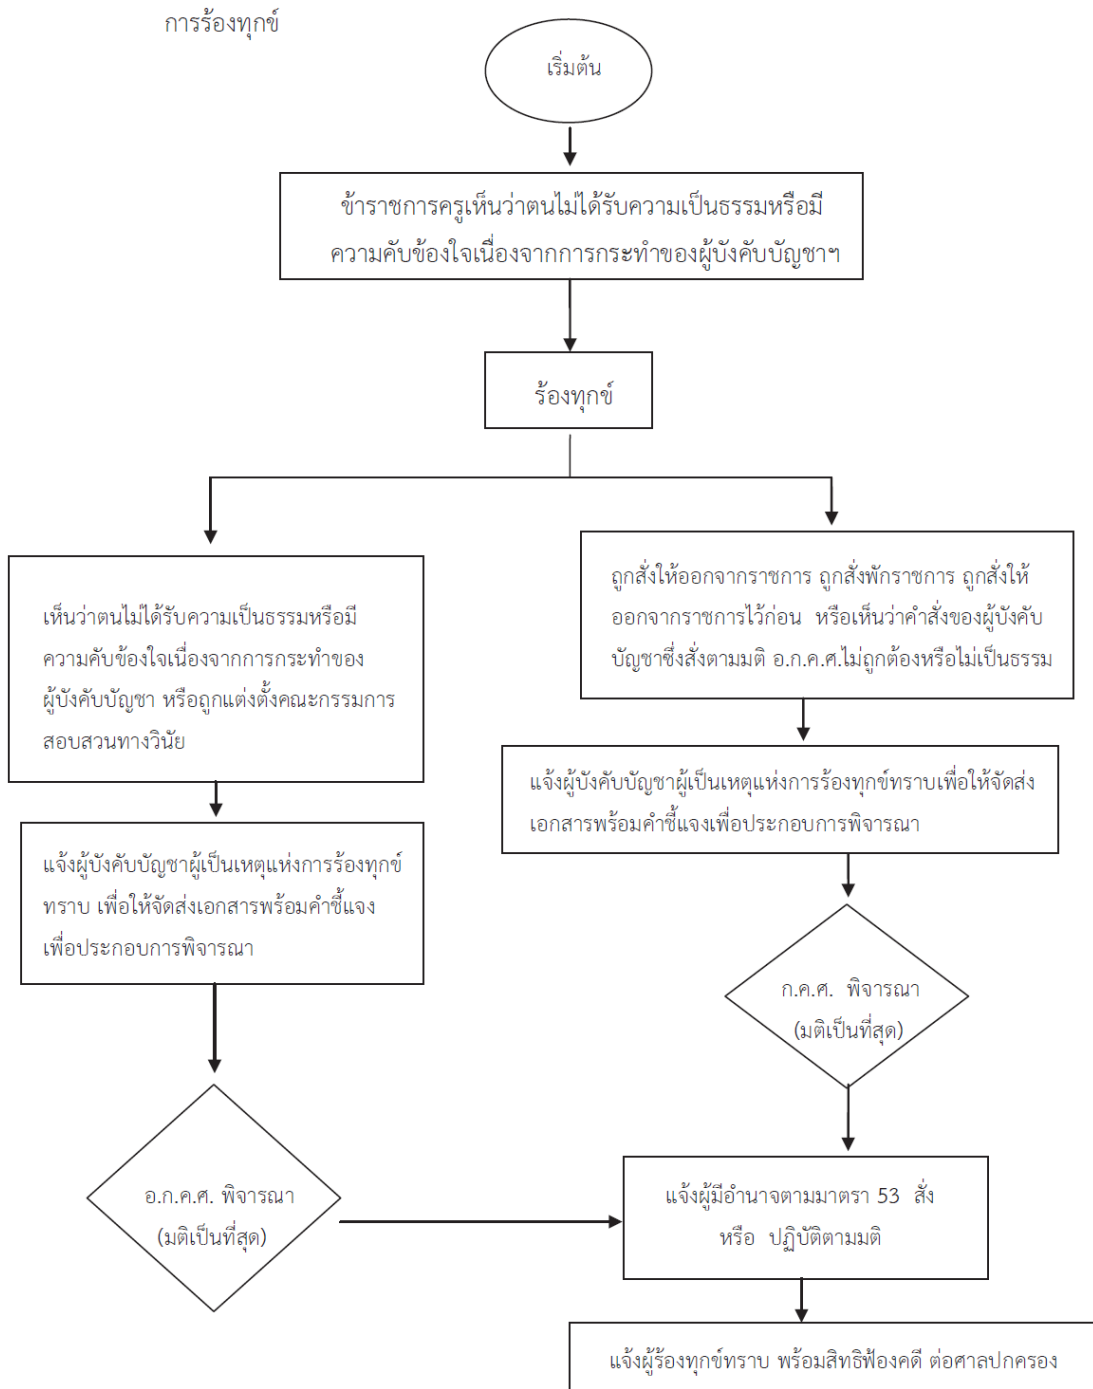 การร้องทุกข์
เริ่มต้น
ข้าราชการครูเห็นว่าตนไม่ได้รับความเป็นธรรมหรือมี
ความคับข้องใจเนื่องจากการกระทำของผู้บังคับบัญชาฯ
ร้องทุกข์
เห็นว่าตนไม่ได้รับความเป็นธรรมหรือมี
ความคับข้องใจเนื่องจากการกระทำของ
ผู้บังคับบัญชา หรือถูกแต่งตั้งคณะกรรมการ
สอบสวนทางวินัย
แจ้งผู้บังคับบัญชาผู้เป็นเหตุแห่งการร้องทุกข์
ทราบ เพื่อให้จัดส่งเอกสารพร้อมคำชี้แจง
เพื่อประกอบการพิจารณา
อ.ก.ค.ศ. พิจารณา
(มติเป็นที่สุด)
ถูกสั่งให้ออกจากราชการ ถูกสั่งพักราชการ ถูกสั่งให้
ออกจากราชการไว้ก่อน หรือเห็นว่าคำสั่งของผู้บังคับ
บัญชาซึ่งสั่งตามมติ อ.ก.ค.ศ.ไม่ถูกต้องหรือไม่เป็นธรรม
แจ้งผู้บังคับบัญชาผู้เป็นเหตุแห่งการร้องทุกข์ทราบเพื่อให้จัดส่ง
เอกสารพร้อมคำชี้แจงเพื่อประกอบการพิจารณา
ก.ค.ศ. พิจารณา
(มติเป็นที่สุด)
แจ้งผู้มีอำนาจตามมาตรา 53 สั่ง
หรือ ปฏิบัติตามมติ
แจ้งผู้ร้องทุกข์ทราบ พร้อมสิทธิฟ้องคดี ต่อศาลปกครอง